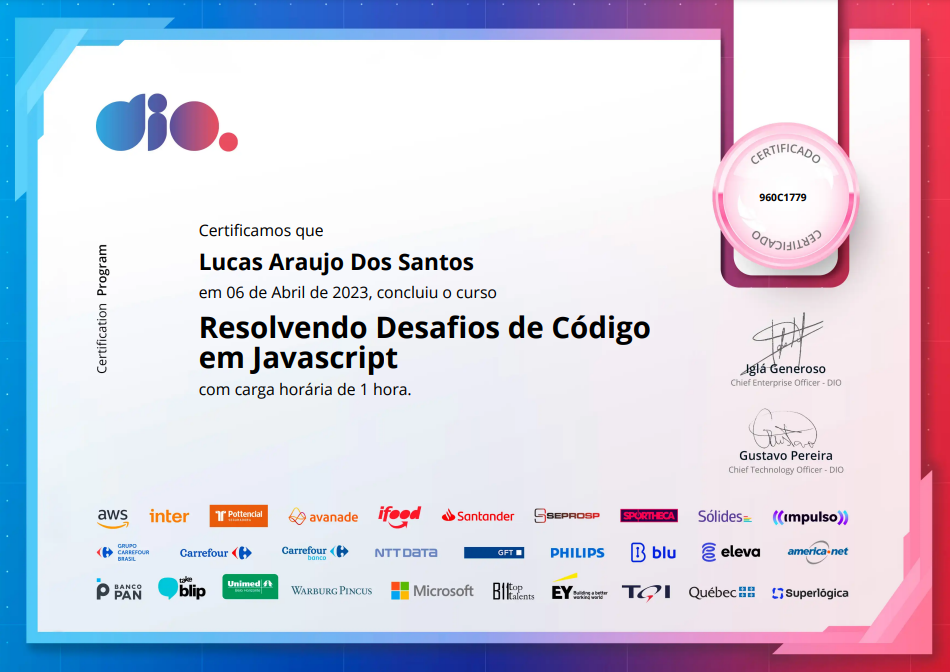 dio.
CERTIFICADO
960C1779
CERTIFICADO
Certification Program
Certificamos que
Lucas Araujo Dos Santos
em 06 de Abril de 2023, concluiu o curso
Resolvendo Desafios de Código
em Javascript
com carga horária de 1 hora.
Iglá Generoso
Chief Enterprise Officer - DIO
Gustavo
Gustavo Pereira
Chief Technology Officer - DIO
aws inter Pottencial avanade ifood Santander SEPROSP SPORTHECA Sólides impulso
GRUPO
CARREFOUR
BRASIL
Carrefour Carrefour
banco
NTT DATA GFT PHILIPS blu eleva america·net
BANCO
PAN
take
blip
Unimed
WARBURG PINCUS Microsoft
B11t top
talents
EY Building a better
working world
TQI Québec Superlógica